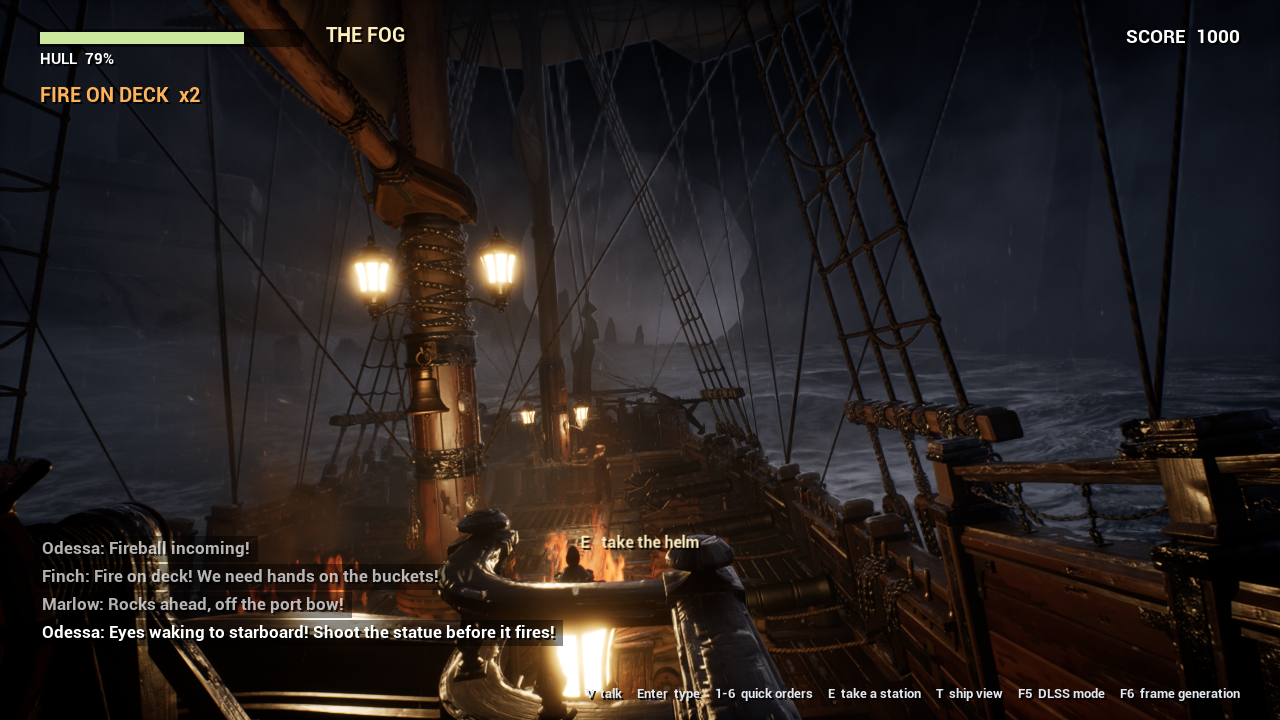 THE FOG
SCORE 1000
HULL 79%
FIRE ON DECK x2
E take the helm
Odessa: Fireball incoming!
Finch: Fire on deck! We need hands on the buckets!
Marlow: Rocks ahead, off the port bow!
Odessa: Eyes waking to starboard! Shoot the statue before it fires!
V talk Enter type 1-6 quick orders E take a station T ship view F5 DLSS mode F6 frame generation